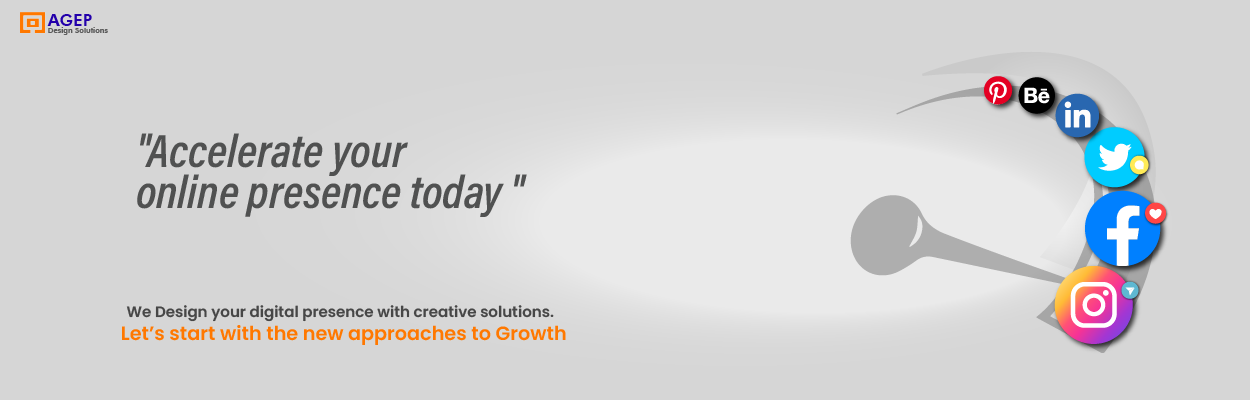 AGEP
Design Solutions
"Accelerate your
online presence today "
We Design your digital presence with creative solutions.
Let’s start with the new approaches to Growth
Bē
in